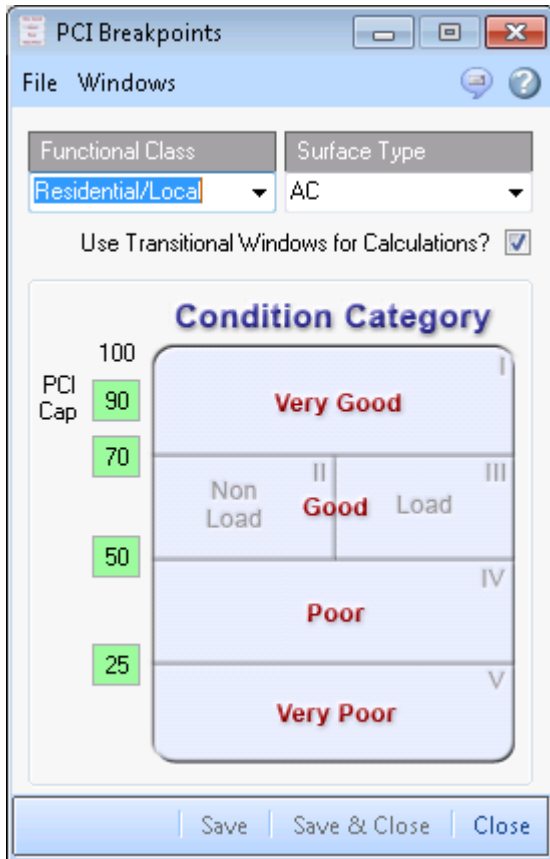 PCI Breakpoints
File Windows
Functional Class Surface Type
Residential/Local AC
Use Transitional Windows for Calculations?
Condition Category
100
I
PCI
Cap
90
Very Good
70
II
III
Non
Load
Good
Load
50
IV
Poor
25
V
Very Poor
Save Save & Close Close